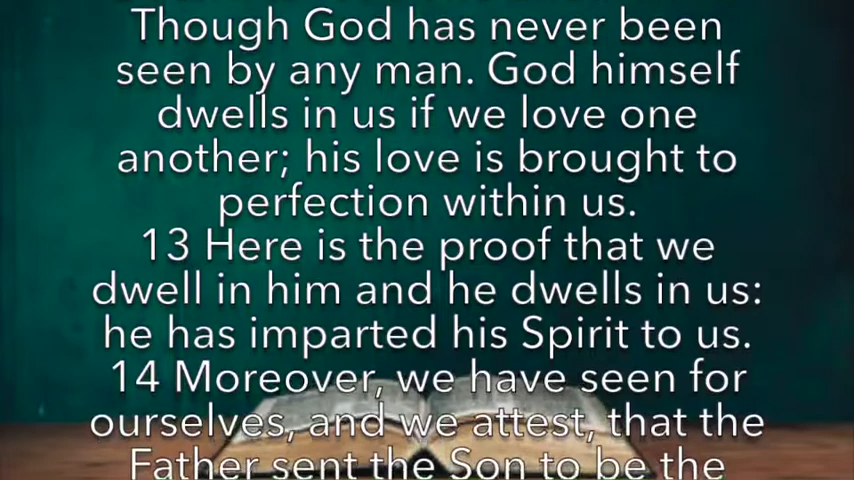 Though God has never been
seen by any man. God himself
dwells in us if we love one
another; his love is brought to
perfection within us.
13 Here is the proof that we
dwell in him and he dwells in us:
he has imparted his Spirit to us.
14 Moreover, we have seen for
ourselves, and we attest, that the
Father sent the Son to be the